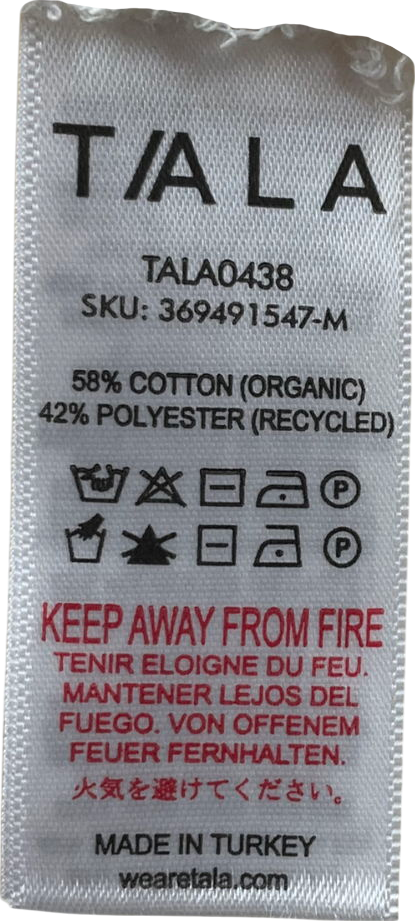 TALA
TALA0438
SKU: 369491547-M
58% COTTON (ORGANIC)
42% POLYESTER (RECYCLED)
P
P
KEEP AWAY FROM FIRE
TENIR ELOIGNE DU FEU.
MANTENER LEJOS DEL
FUEGO. VON OFFENEM
FEUER FERNHALTEN.
火気を避けてください。
MADE IN TURKEY
wearetala.com